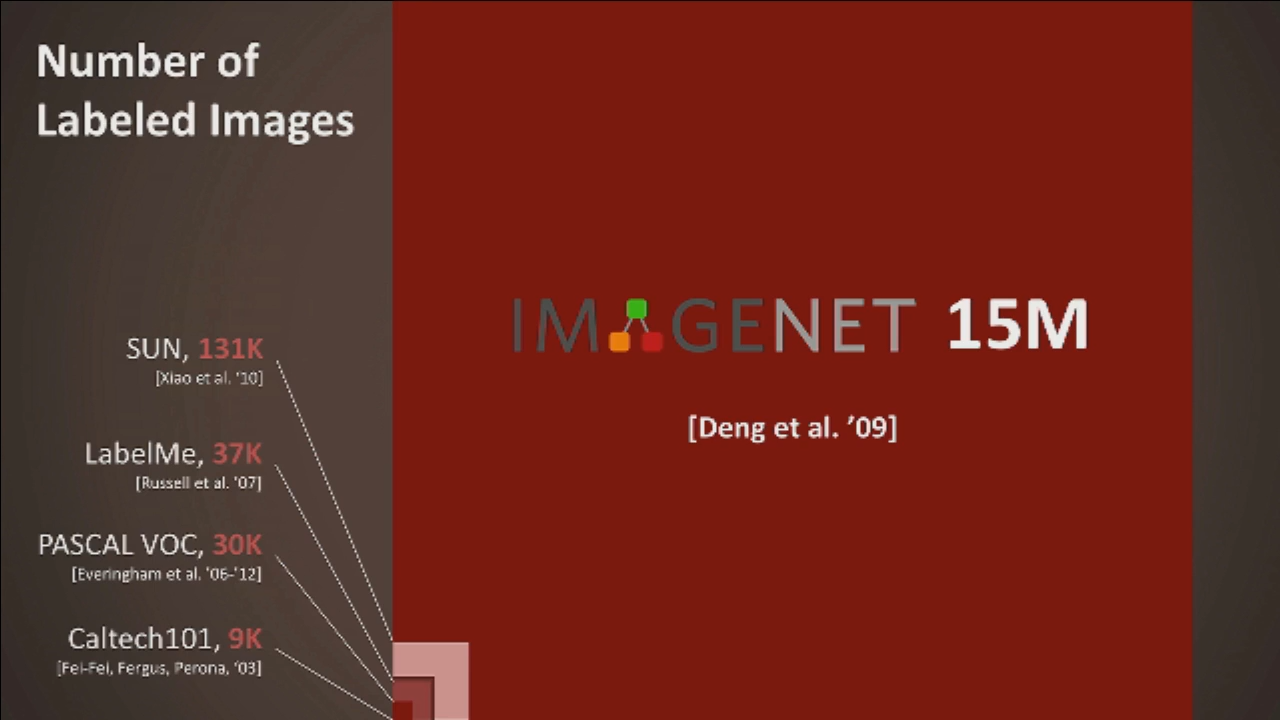 Number of
Labeled Images
SUN, 131K
[Xiao et al. '10]
LabelMe, 37K
[Russell et al. '07]
PASCAL VOC, 30K
[Everingham et al. '06-'12]
Caltech101, 9K
[Fei-Fei, Fergus, Perona, '03]
IMAGENET 15M
[Deng et al. ’09]